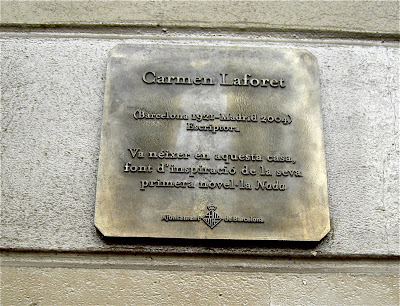 Carmen Laforet
(Barcelona 1921-Madrid 2004)
Escriptora
Va néixer en aquesta casa,
font d'inspiració de la seva
primera novel·la Nada
Ajuntament de Barcelona